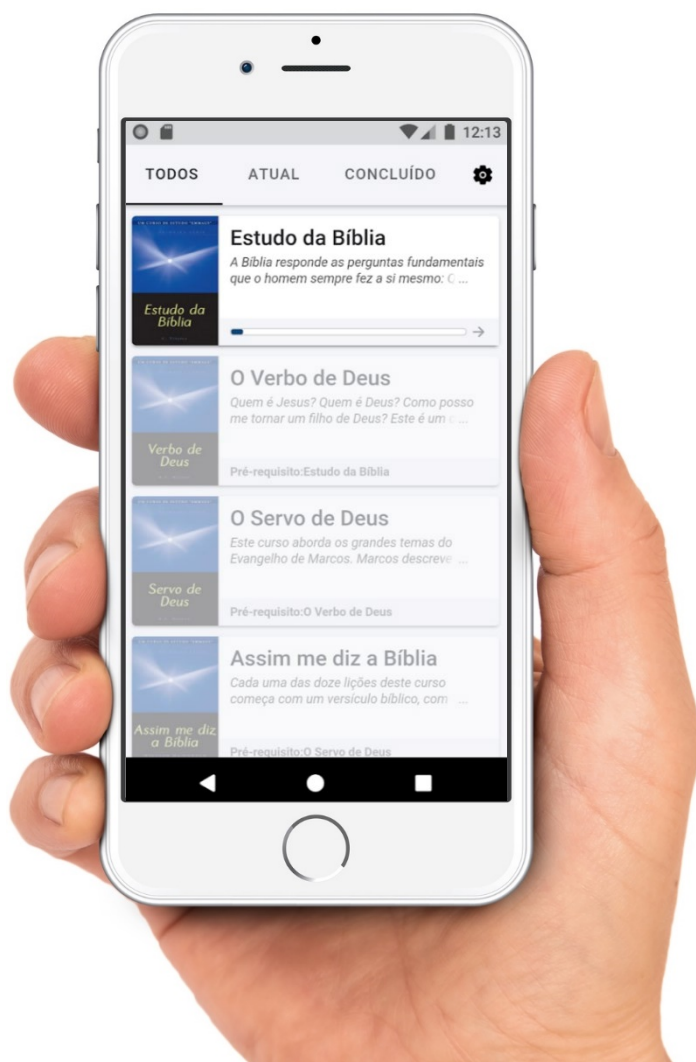 12:13
TODOS ATUAL CONCLUÍDO
Estudo da Bíblia
A Bíblia responde as perguntas fundamentais
que o homem sempre fez a si mesmo: O ...
Estudo da
Bíblia
O Verbo de Deus
Quem é Jesus? Quem é Deus? Como posso
me tornar um filho de Deus? Este é um c ...
Verbo de
Deus
Pré-requisito:Estudo da Bíblia
O Servo de Deus
Este curso aborda os grandes temas do
Evangelho de Marcos. Marcos descreve ...
Servo de
Deus
Pré-requisito:O Verbo de Deus
Assim me diz a Bíblia
Cada uma das doze lições deste curso
começa com um versículo bíblico, com ...
Assim me diz
a Bíblia
Pré-requisito:O Servo de Deus